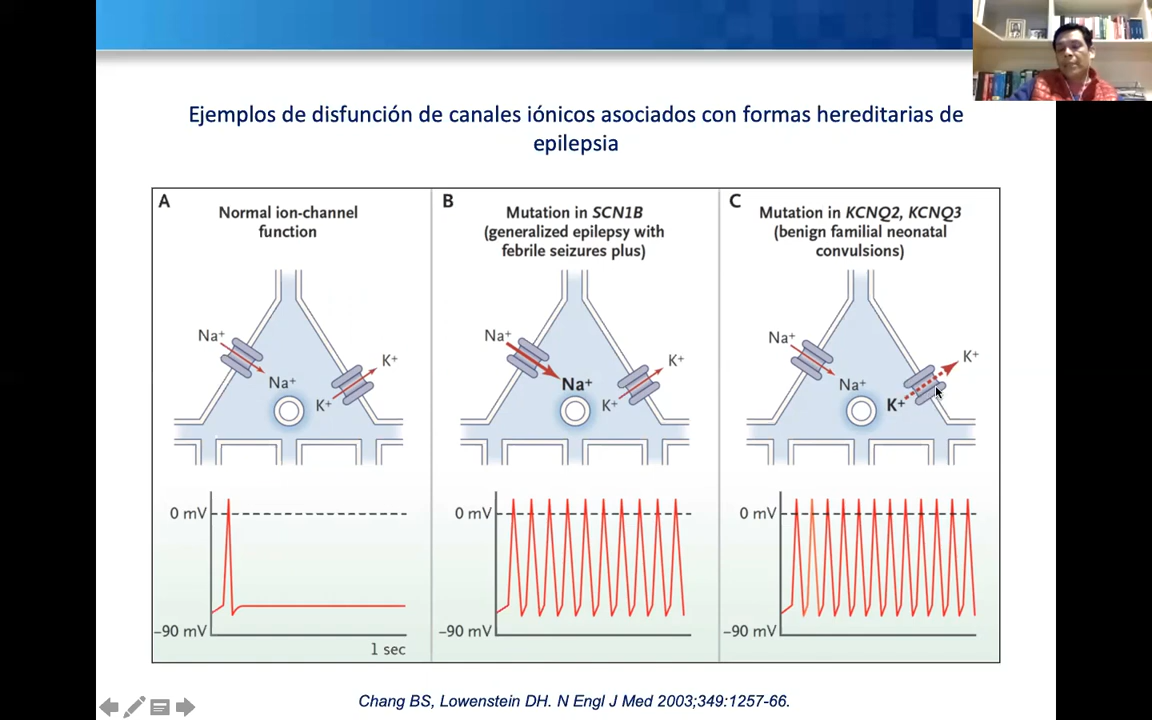 Ejemplos de disfunción de canales iónicos asociados con formas hereditarias de
epilepsia
A
Normal ion-channel
function
Na⁺
K⁺
Na⁺
K⁺
0 mV
–90 mV
1 sec
B
Mutation in SCN1B
(generalized epilepsy with
febrile seizures plus)
Na⁺
K⁺
Na⁺
K⁺
0 mV
–90 mV
C
Mutation in KCNQ2, KCNQ3
(benign familial neonatal
convulsions)
Na⁺
K⁺
Na⁺
K⁺
0 mV
–90 mV
Chang BS, Lowenstein DH. N Engl J Med 2003;349:1257-66.